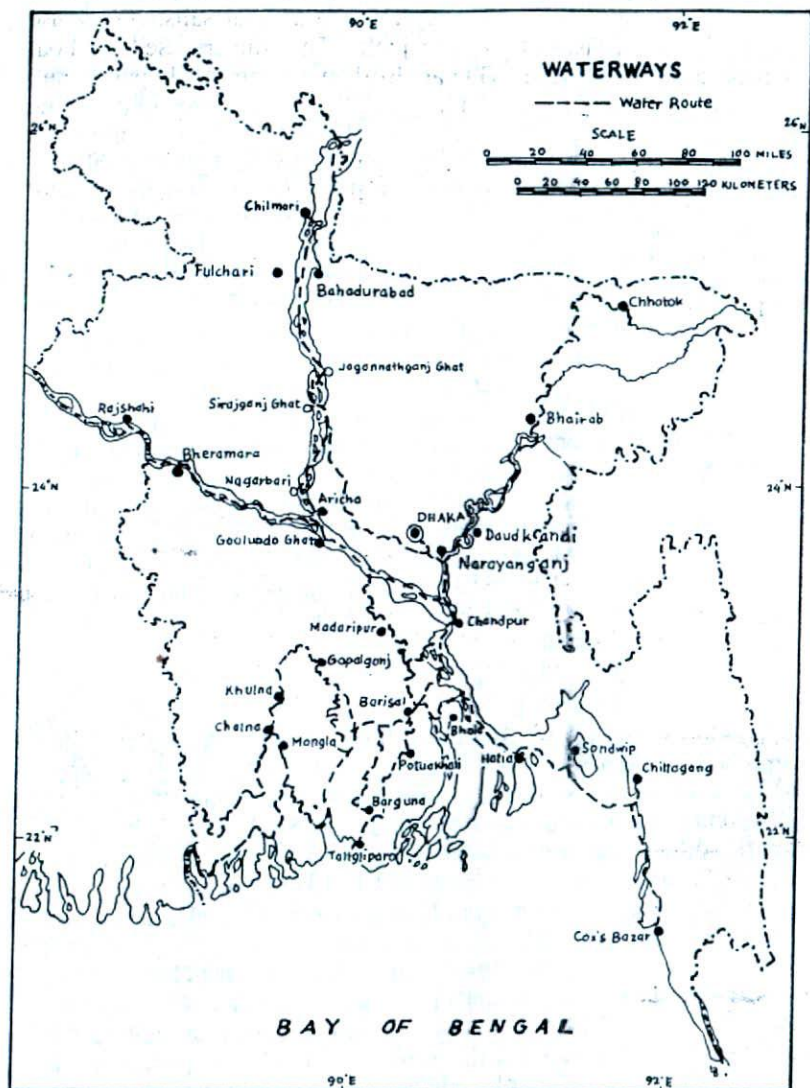 90°E
92°E
WATERWAYS
Water Route
SCALE
0 20 40 60 80 100 MILES
0 20 40 60 80 100 120 KILOMETERS
26°N
26°N
Chilmari
Fulchari
Bahadurabad
Chhatak
Jagannathganj Ghat
Rajshahi
Sirajganj Ghat
Bhairab
Bheramara
24°N
Nagarbari
24°N
Aricha
DHAKA
Daudkandi
Goalundo Ghat
Narayanganj
Madaripur
Chandpur
Gopalganj
Khulna
Barisal
Chalna
Bhola
Mongla
Patuakhali
Hatia
Sandwip
Chittagang
Barguna
22°N
22°N
Cox's Bazar
BAY OF BENGAL
90°E
92°E